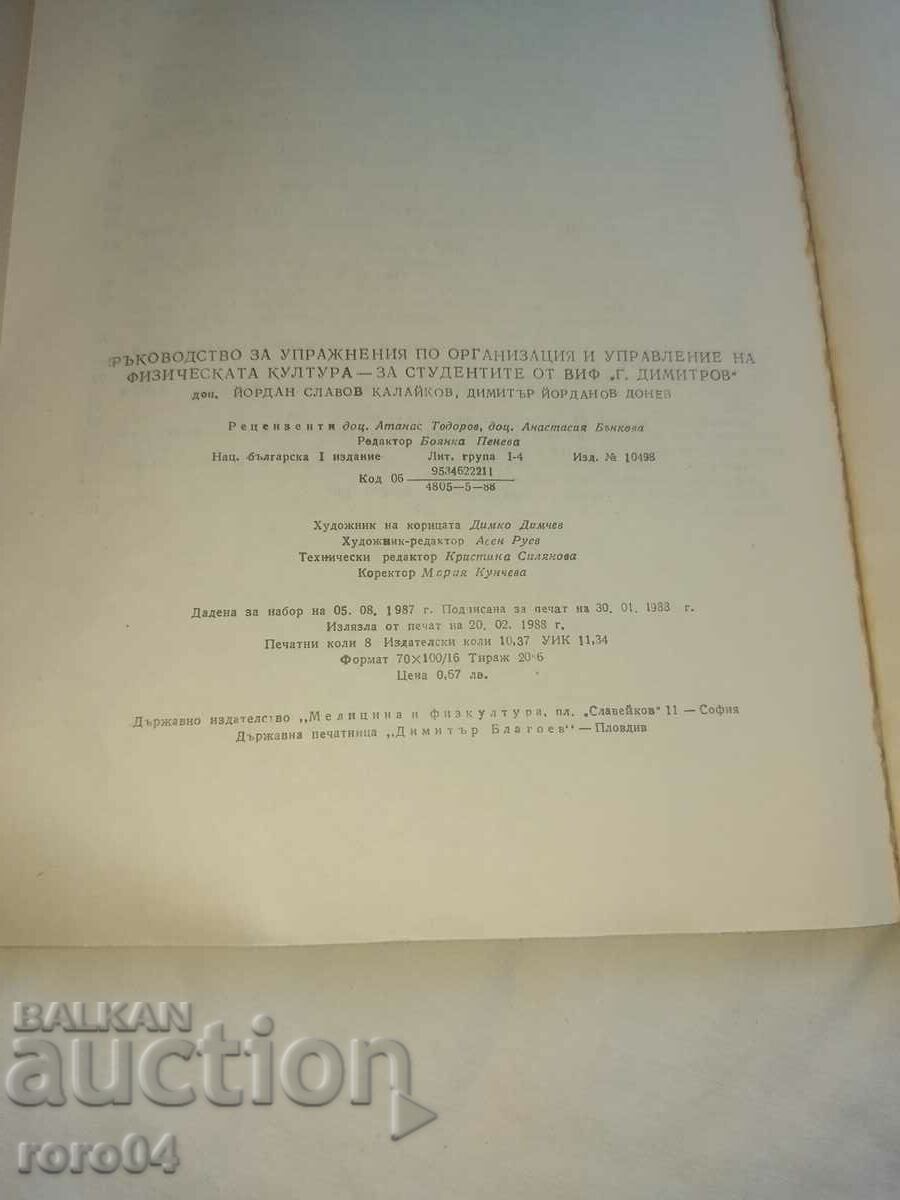 РЪКОВОДСТВО ЗА УПРАЖНЕНИЯ ПО ОРГАНИЗАЦИЯ И УПРАВЛЕНИЕ НА
ФИЗИЧЕСКАТА КУЛТУРА — ЗА СТУДЕНТИТЕ ОТ ВИФ „Г. ДИМИТРОВ"
доц. ЙОРДАН СЛАВОВ КАЛАЙКОВ, ДИМИТЪР ЙОРДАНОВ ДОНЕВ
Рецензенти доц. Атанас Тодоров, доц. Анастасия Бънкова
Редактор Боянка Пенева
Нац. българска I издание Лит. група 1-4 Изд. № 10498
Код 06 9534622211
4805—5—88
Художник на корицата Димко Димчев
Художник-редактор Асен Руев
Технически редактор Кристина Силянова
Коректор Мария Кунчева
Дадена за набор на 05. 08. 1987 г. Подписана за печат на 30. 01. 1988 г.
Излязла от печат на 20. 02. 1988 г.
Печатни коли 8 Издателски коли 10,37 УИК 11,34
Формат 70×100/16 Тираж
Цена 0,67 лв.
Държавно издателство „Медицина и физкултура, пл. „Славейков" 11 — София
Държавна печатница „Димитър Благоев" — Пловдив
BALKAN
auction
roro04